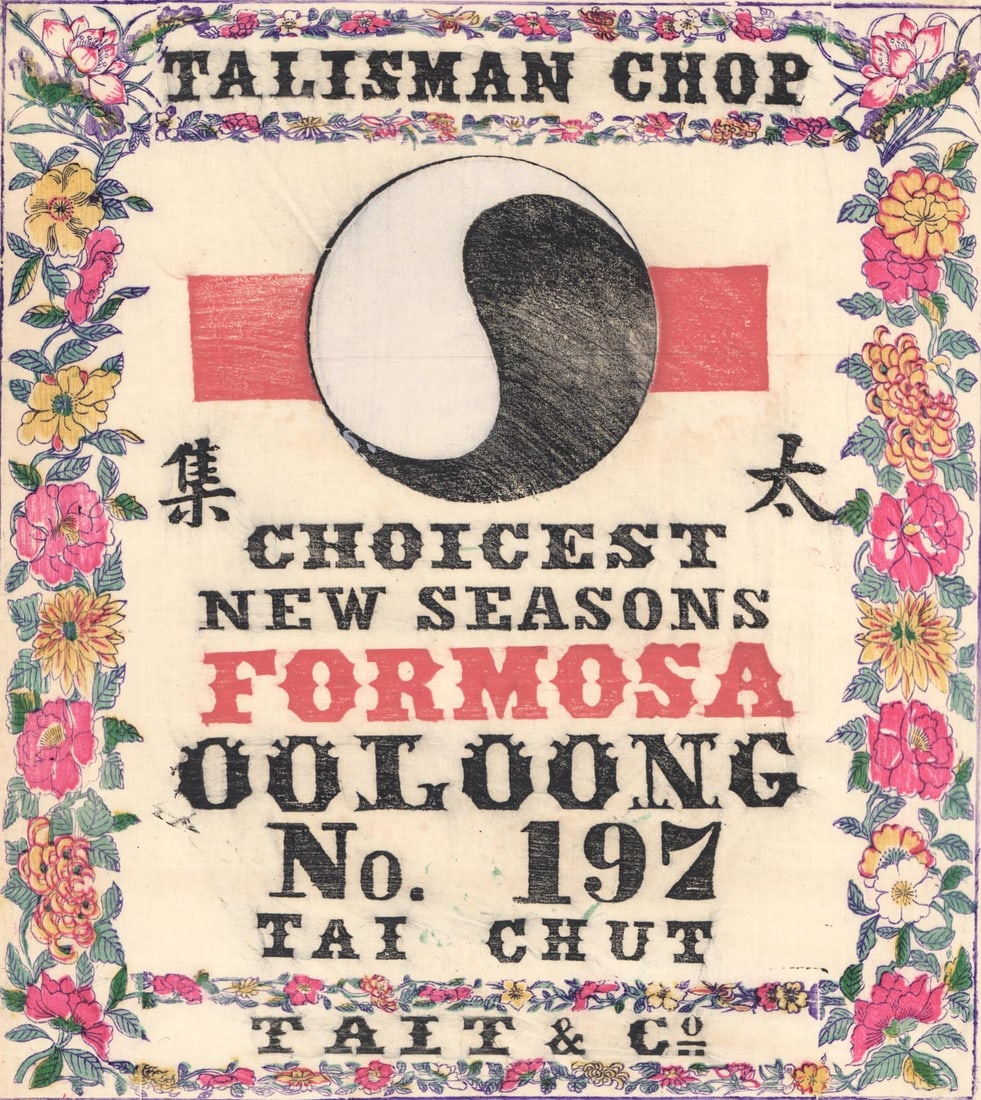 TALISMAN CHOP
集 太
CHOICEST
NEW SEASONS
FORMOSA
OOLOONG
No. 197
TAI CHUT
TAIT & Co